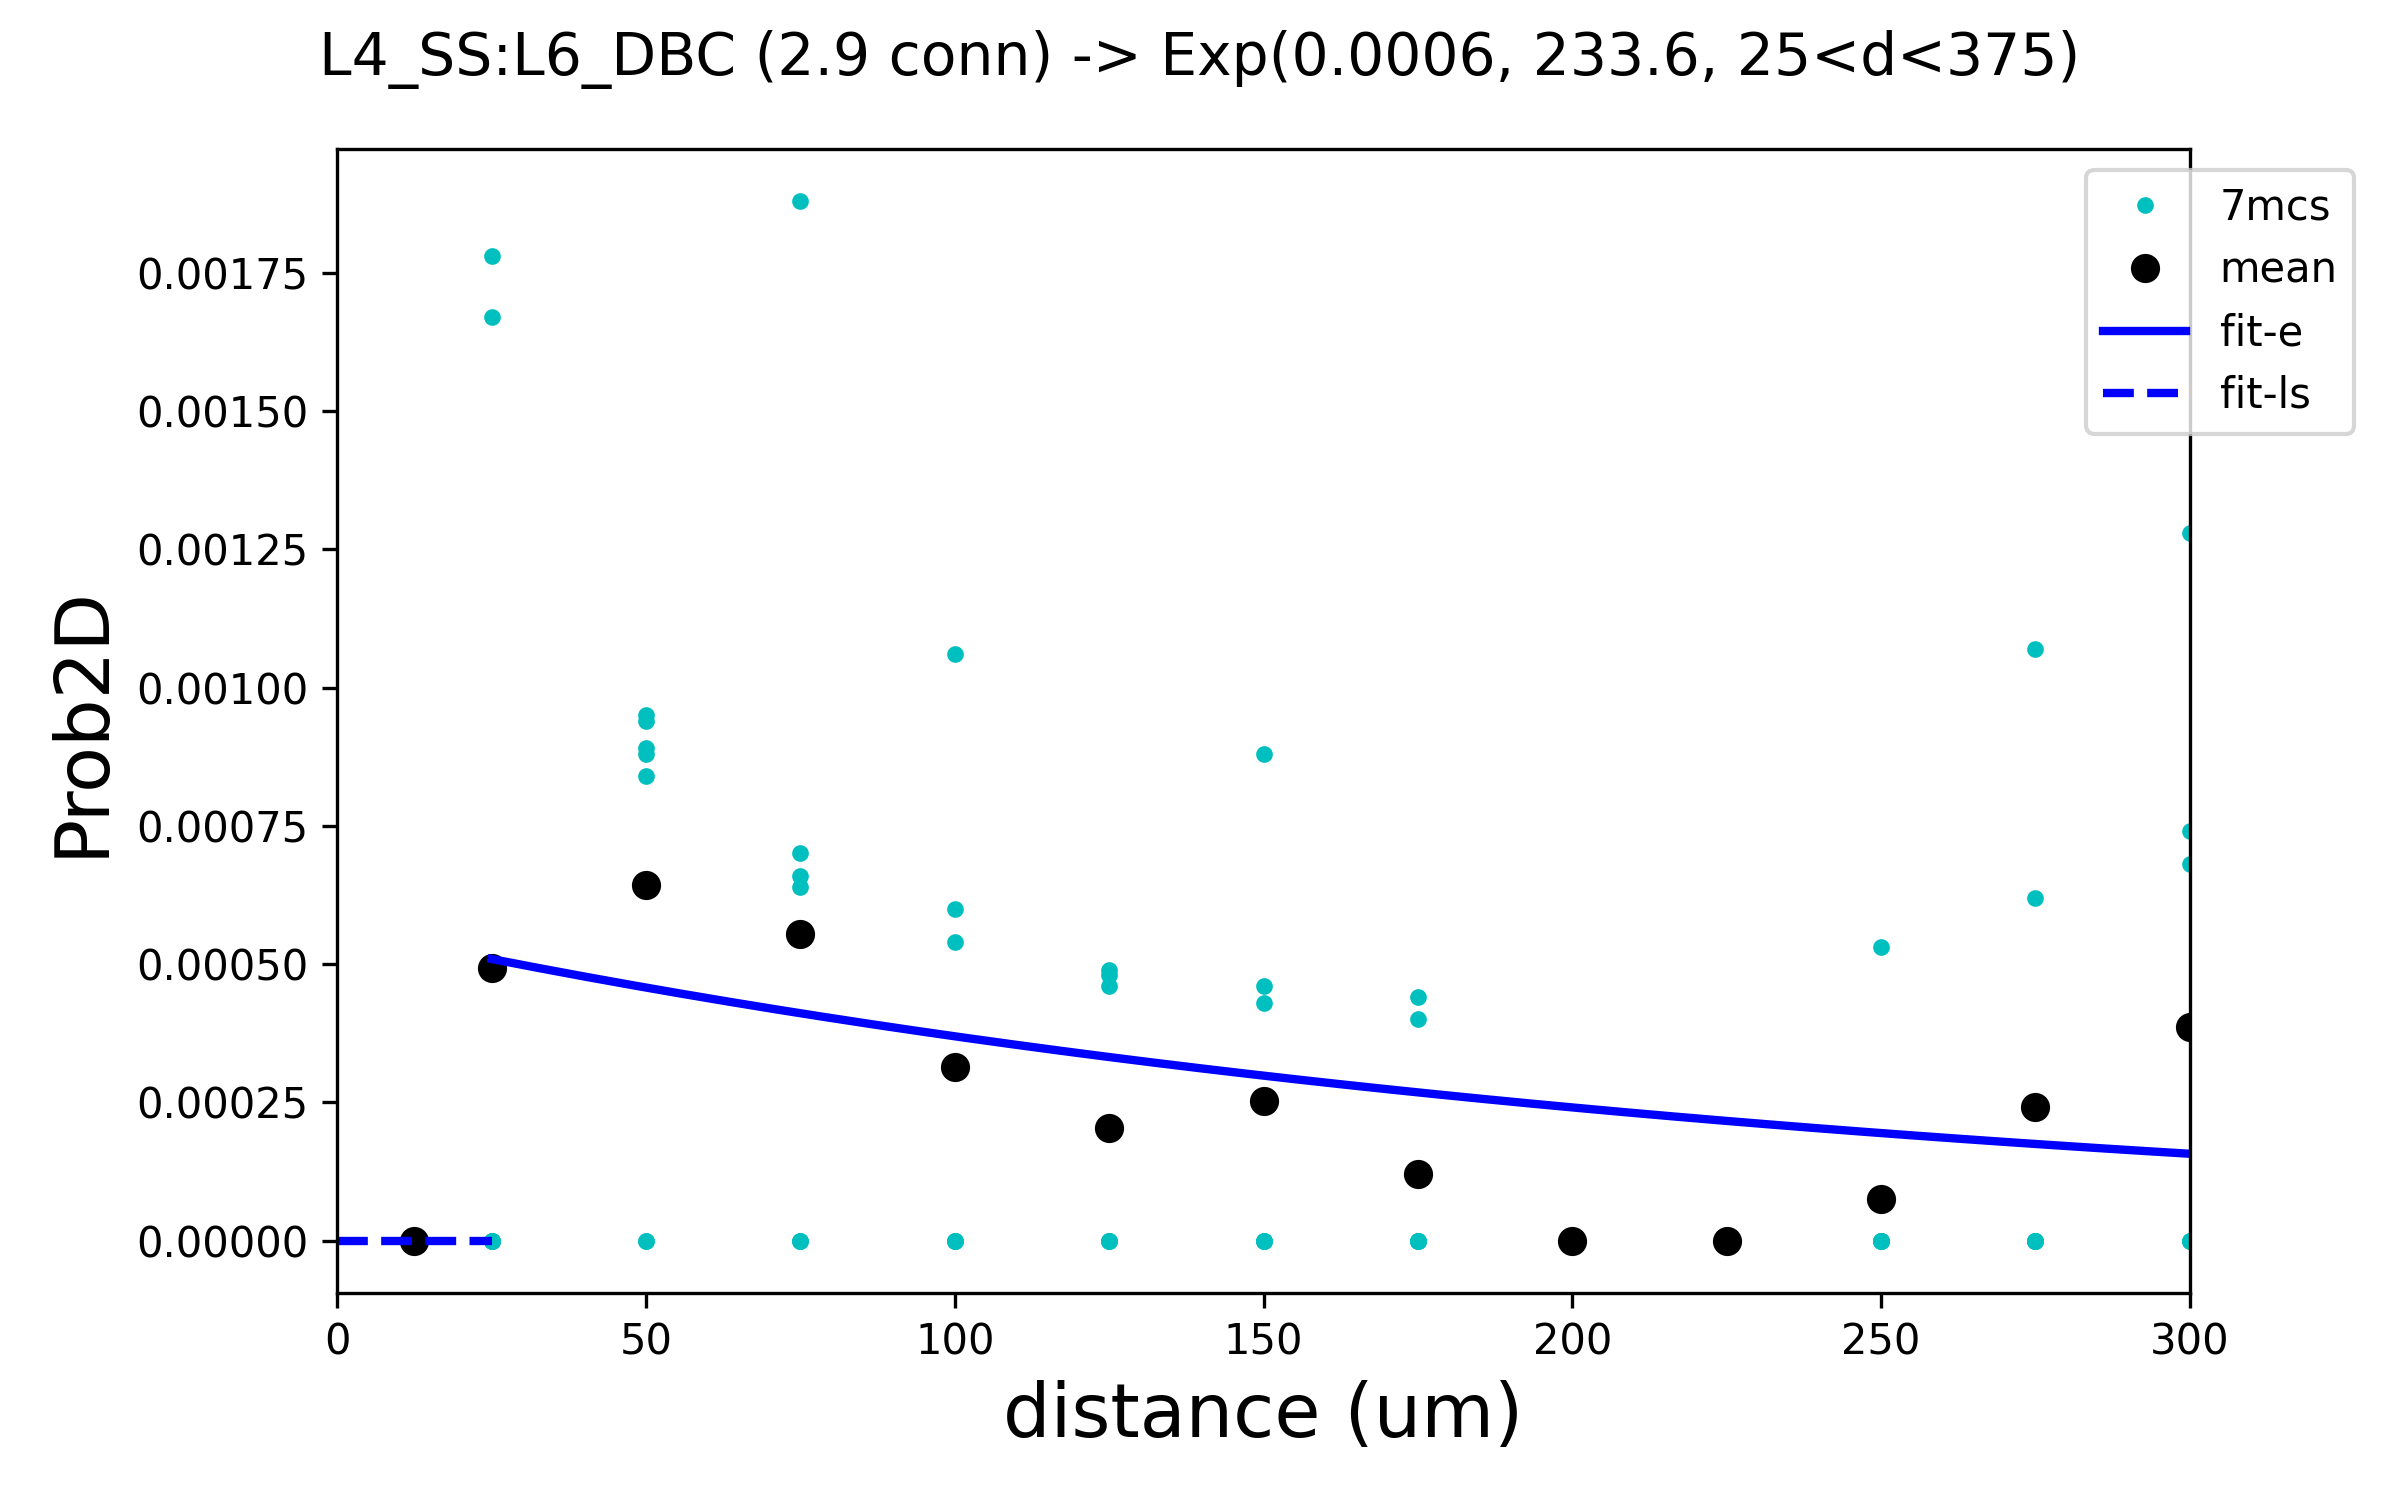 L4_SS:L6_DBC (2.9 conn) -> Exp(0.0006, 233.6, 25<d<375)
7mcs
mean
fit-e
fit-ls
Prob2D
0.00175
0.00150
0.00125
0.00100
0.00075
0.00050
0.00025
0.00000
0 50 100 150 200 250 300
distance (um)